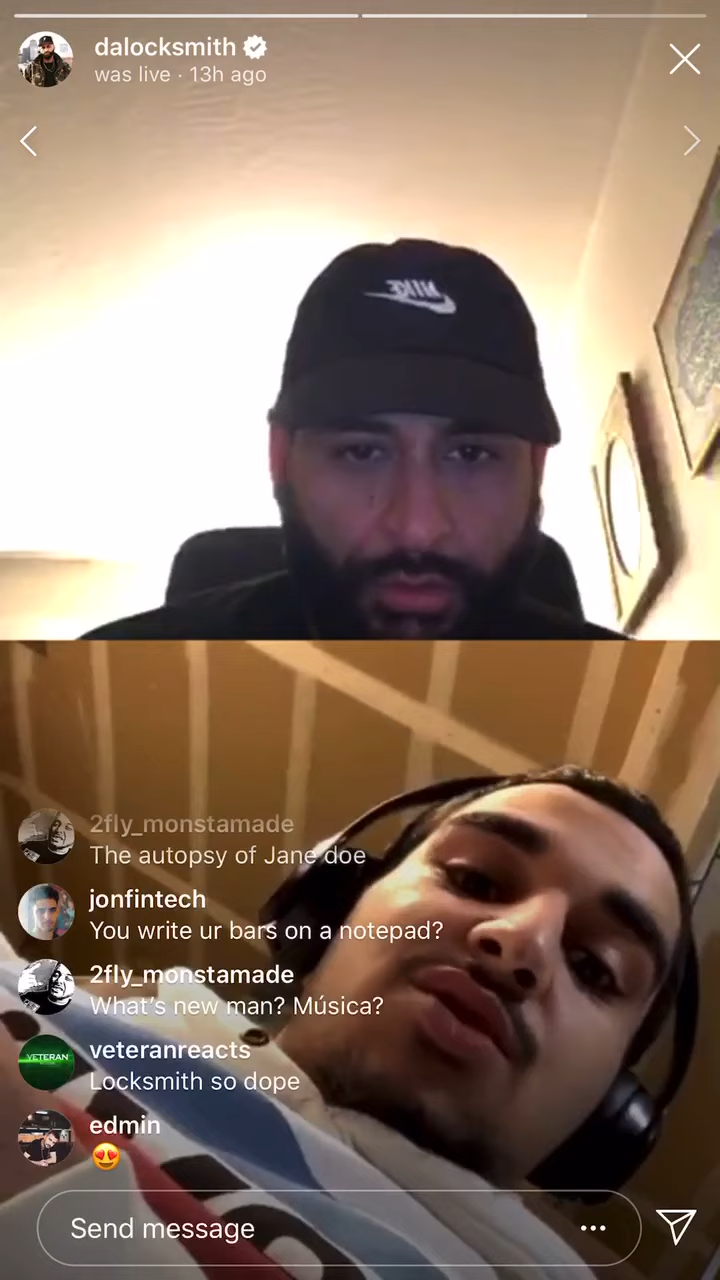 dalocksmith
was live · 13h ago
NIKE
2fly_monstamade
The autopsy of Jane doe
jonfintech
You write ur bars on a notepad?
2fly_monstamade
What's new man? Música?
veteranreacts
VETERAN
Locksmith so dope
edmin
😍
Send message